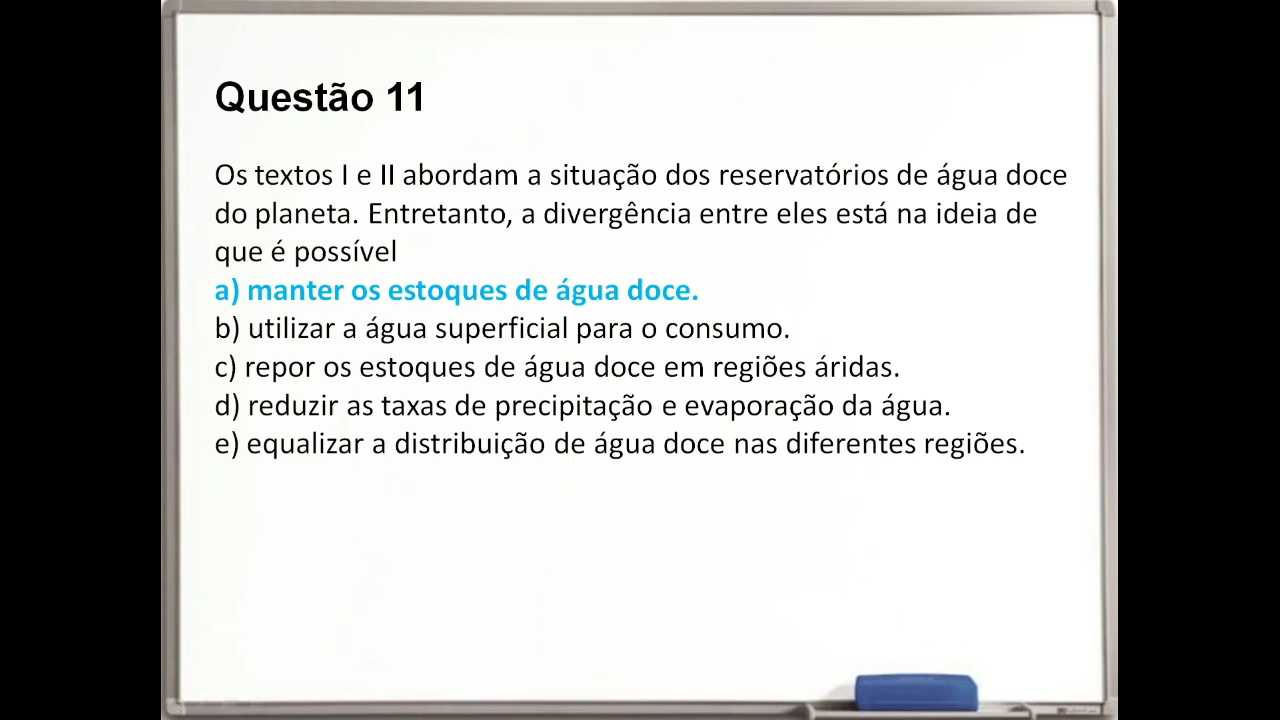 Questão 11
Os textos I e II abordam a situação dos reservatórios de água doce
do planeta. Entretanto, a divergência entre eles está na ideia de
que é possível
a) manter os estoques de água doce.
b) utilizar a água superficial para o consumo.
c) repor os estoques de água doce em regiões áridas.
d) reduzir as taxas de precipitação e evaporação da água.
e) equalizar a distribuição de água doce nas diferentes regiões.